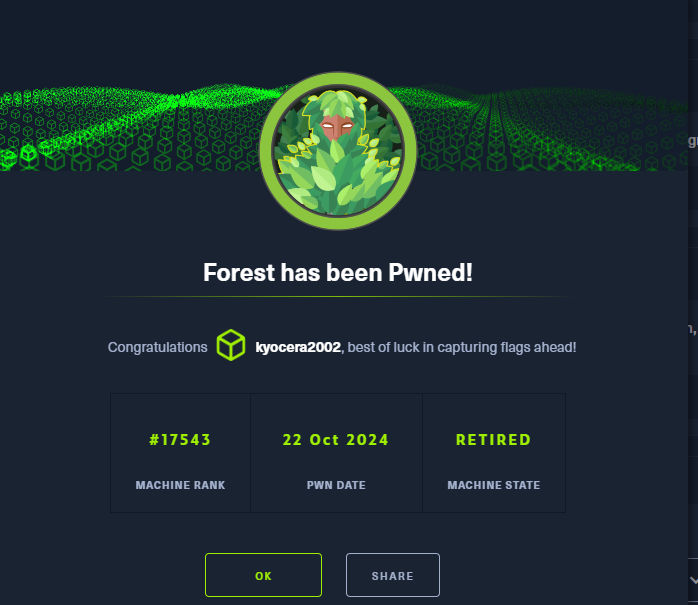 Forest has been Pwned!
Congratulations kyocera2002, best of luck in capturing flags ahead!
#17543 22 Oct 2024 RETIRED
MACHINE RANK PWN DATE MACHINE STATE
OK SHARE